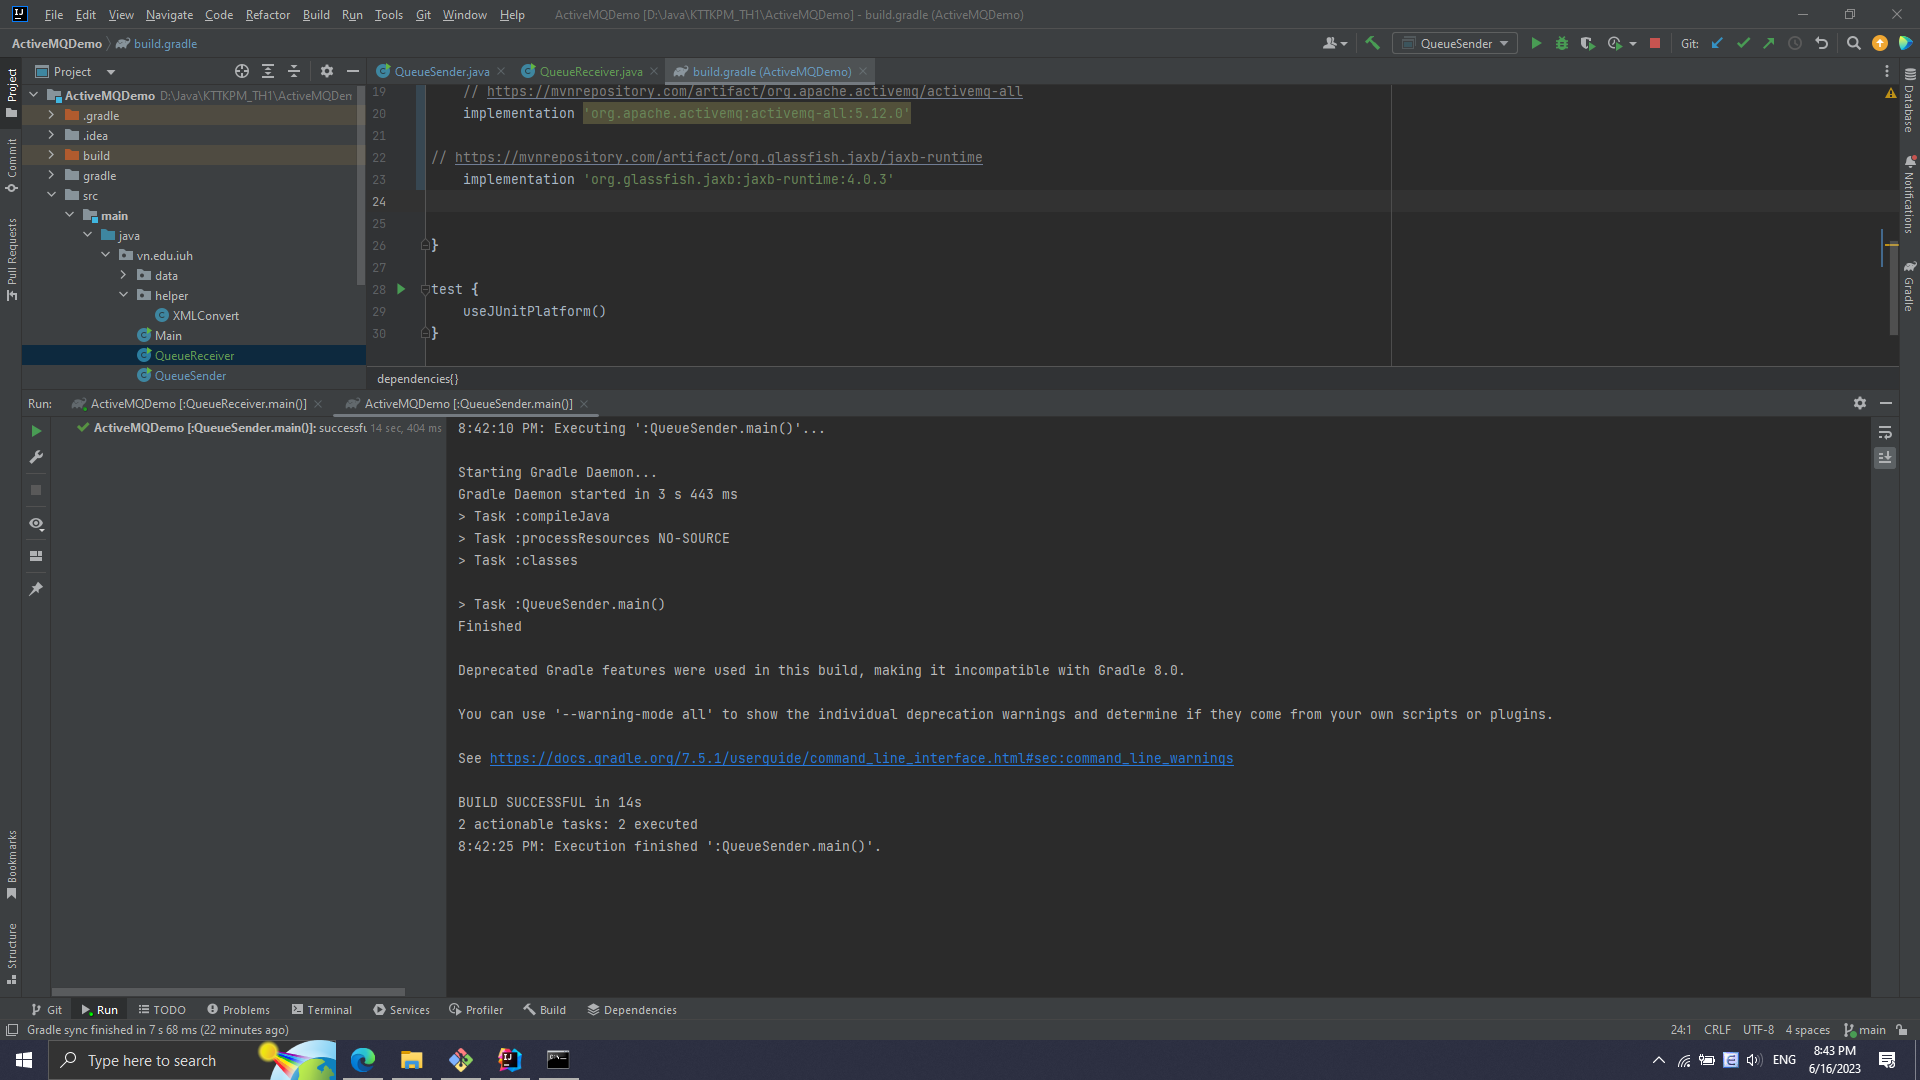 File Edit View Navigate Code Refactor Build Run Tools Git Window Help ActiveMQDemo [D:\Java\KTTKPM_TH1\ActiveMQDemo] - build.gradle (ActiveMQDemo)
ActiveMQDemo build.gradle QueueSender Git:
Project
QueueSender.java QueueReceiver.java build.gradle (ActiveMQDemo)
ActiveMQDemo D:\Java\KTTKPM_TH1\ActiveMQDem
.gradle
.idea
build
gradle
src
main
java
vn.edu.iuh
data
helper
XMLConvert
Main
QueueReceiver
QueueSender
19 // https://mvnrepository.com/artifact/org.apache.activemq/activemq-all
20 implementation 'org.apache.activemq:activemq-all:5.12.0'
21
22 // https://mvnrepository.com/artifact/org.glassfish.jaxb/jaxb-runtime
23 implementation 'org.glassfish.jaxb:jaxb-runtime:4.0.3'
24
25
26 }
27
28 test {
29 useJUnitPlatform()
30 }
dependencies{}
Project
Commit
Pull Requests
Bookmarks
Structure
Database
Notifications
Gradle
Run: ActiveMQDemo [:QueueReceiver.main()] ActiveMQDemo [:QueueSender.main()]
ActiveMQDemo [:QueueSender.main()]: successfu 14 sec, 404 ms
8:42:10 PM: Executing ':QueueSender.main()'...
Starting Gradle Daemon...
Gradle Daemon started in 3 s 443 ms
> Task :compileJava
> Task :processResources NO-SOURCE
> Task :classes
> Task :QueueSender.main()
Finished
Deprecated Gradle features were used in this build, making it incompatible with Gradle 8.0.
You can use '--warning-mode all' to show the individual deprecation warnings and determine if they come from your own scripts or plugins.
See https://docs.gradle.org/7.5.1/userguide/command_line_interface.html#sec:command_line_warnings
BUILD SUCCESSFUL in 14s
2 actionable tasks: 2 executed
8:42:25 PM: Execution finished ':QueueSender.main()'.
Git Run TODO Problems Terminal Services Profiler Build Dependencies
Gradle sync finished in 7 s 68 ms (22 minutes ago) 24:1 CRLF UTF-8 4 spaces main
Type here to search
ENG
8:43 PM
6/16/2023